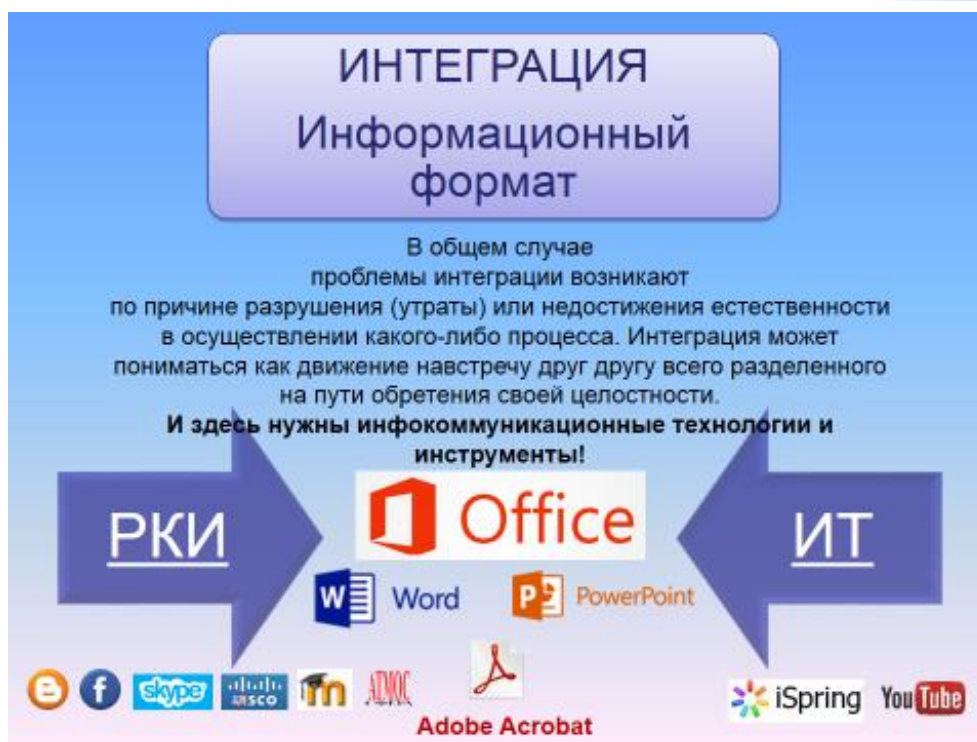 ИНТЕГРАЦИЯ
Информационный
формат
В общем случае
проблемы интеграции возникают
по причине разрушения (утраты) или недостижения естественности
в осуществлении какого-либо процесса. Интеграция может
пониматься как движение навстречу друг другу всего разделенного
на пути обретения своей целостности.
И здесь нужны инфокоммуникационные технологии и
инструменты!
РКИ
Office
ИТ
Word
PowerPoint
skype
CISCO
iSpring
YouTube
Adobe Acrobat